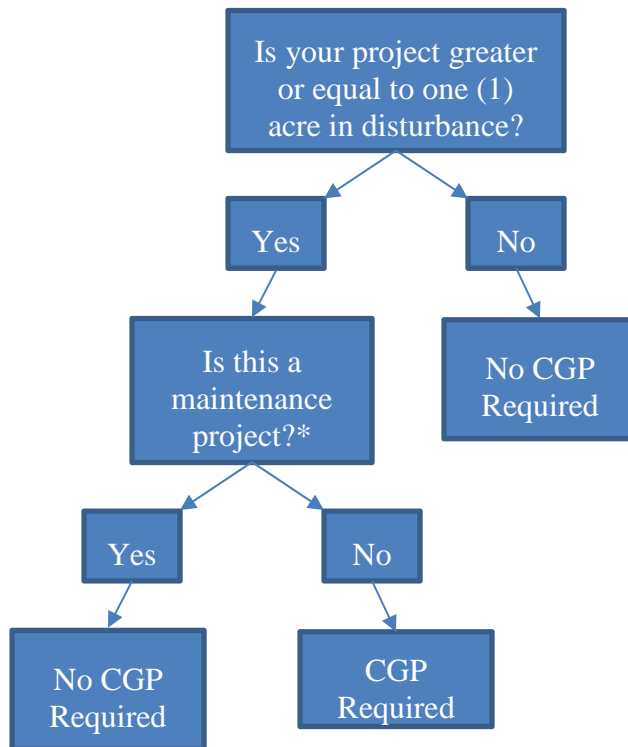 Is your project greater
or equal to one (1)
acre in disturbance?
Yes
No
Is this a
maintenance
project?*
No CGP
Required
Yes
No
No CGP
Required
CGP
Required